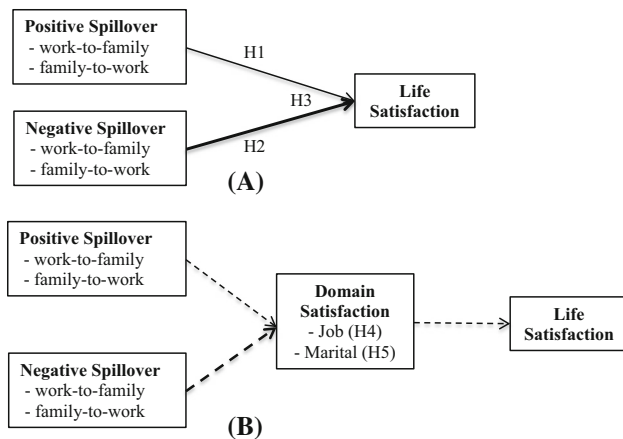 Positive Spillover
- work-to-family
- family-to-work
H1
Life
Satisfaction
H3
Negative Spillover
- work-to-family
- family-to-work
H2
(A)
Positive Spillover
- work-to-family
- family-to-work
Domain
Satisfaction
- Job (H4)
- Marital (H5)
Life
Satisfaction
Negative Spillover
- work-to-family
- family-to-work
(B)